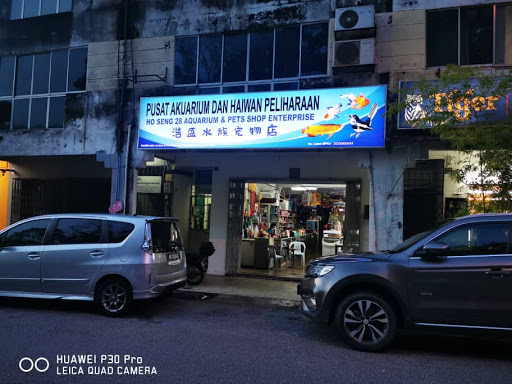 PUSAT AKUARIUM DAN HAIWAN PELIHARAAN
HO SENG 28 AQUARIUM & PETS SHOP ENTERPRISE
浩盛水族宠物店
Tiger
HUAWEI P30 Pro
LEICA QUAD CAMERA